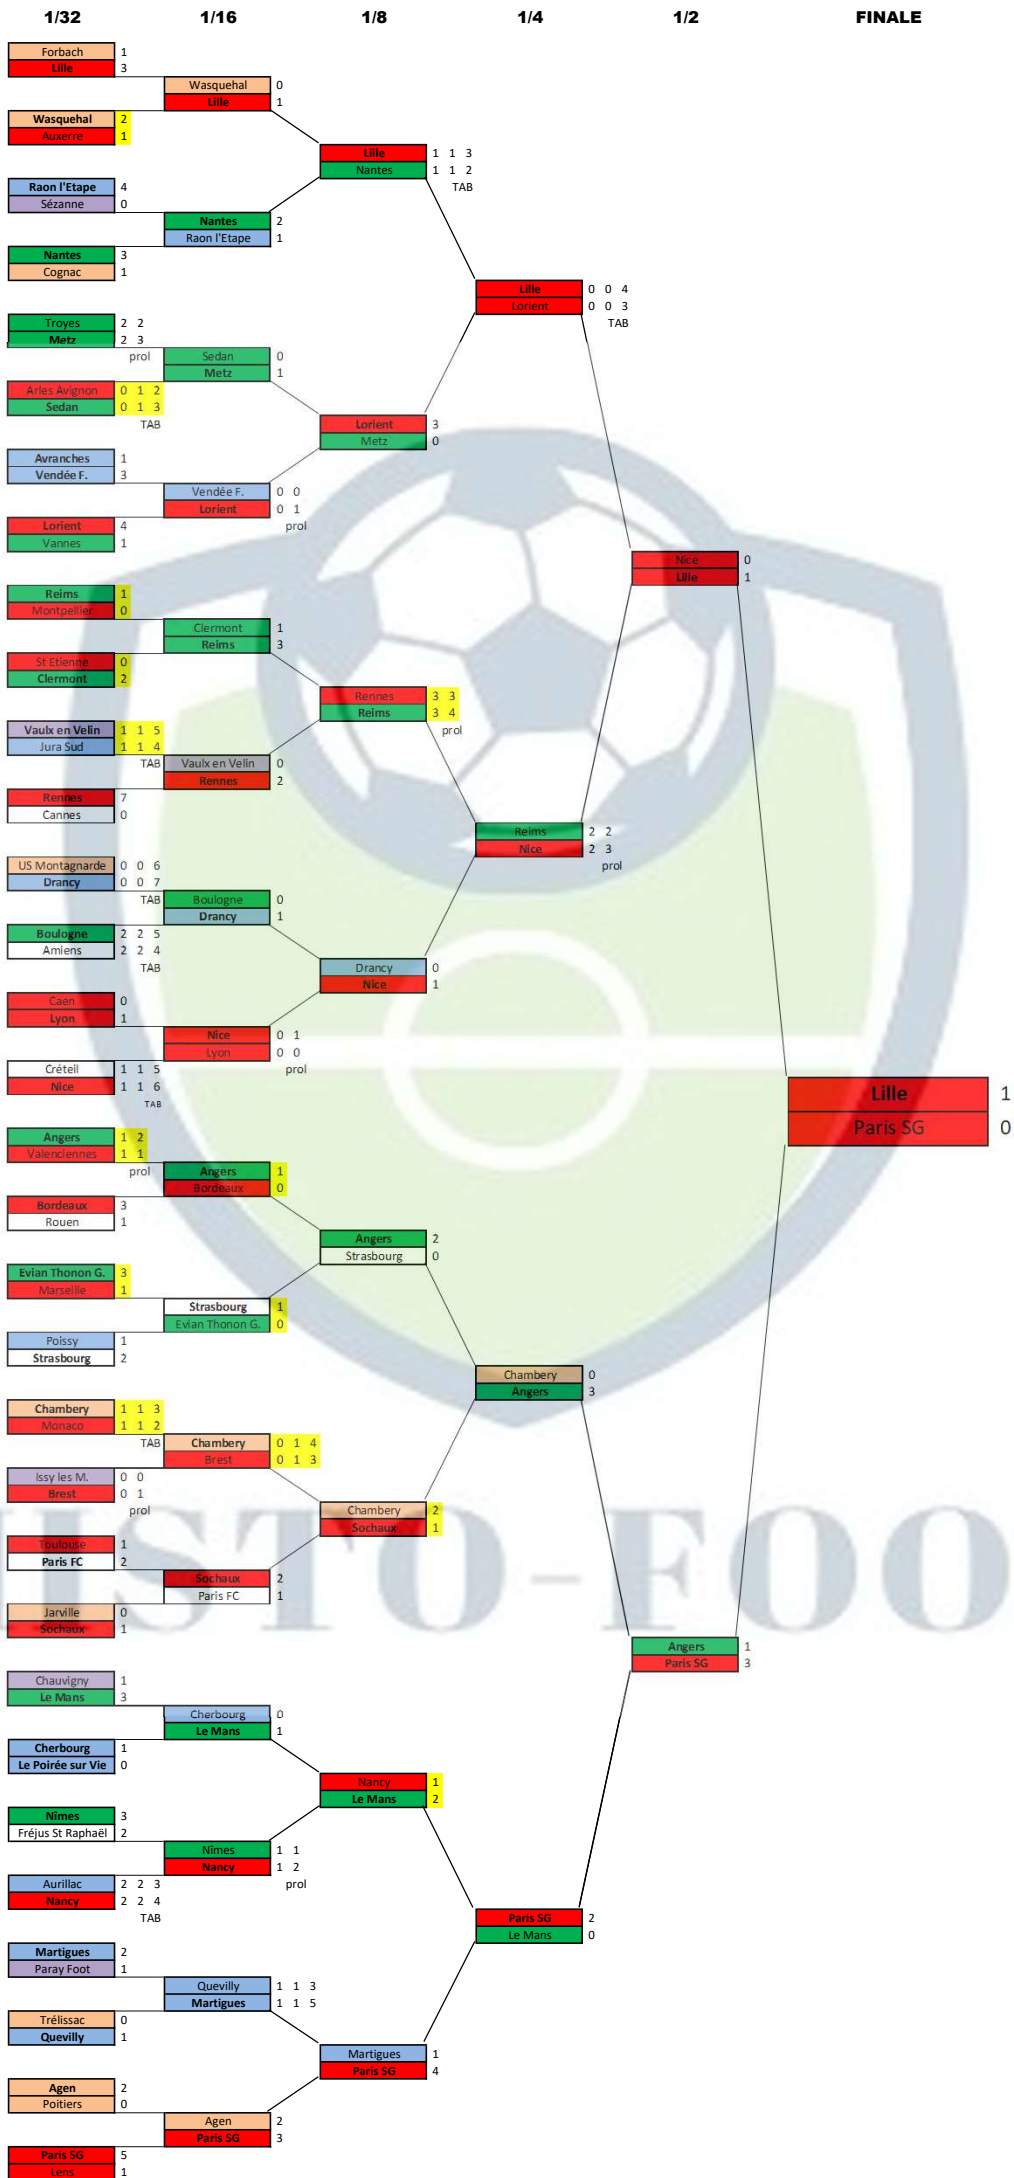 1/32 1/16 1/8 1/4 1/2 FINALE
Forbach 1
Lille 3
Wasquehal 0
Lille 1
Wasquehal 2
Auxerre 1
Lille 1 1 3
Nantes 1 1 2
TAB
Raon l'Etape 4
Sézanne 0
Nantes 2
Raon l'Etape 1
Nantes 3
Cognac 1
Lille 0 0 4
Lorient 0 0 3
TAB
Troyes 2 2
Metz 2 3
prol
Sedan 0
Metz 1
Arles Avignon 0 1 2
Sedan 0 1 3
TAB
Lorient 3
Metz 0
Avranches 1
Vendée F. 3
Vendée F. 0 0
Lorient 0 1
prol
Lorient 4
Vannes 1
Nice 0
Lille 1
Reims 1
Montpellier 0
Clermont 1
Reims 3
St Etienne 0
Clermont 2
Rennes 3 3
Reims 3 4
prol
Vaulx en Velin 1 1 5
Jura Sud 1 1 4
TAB
Vaulx en Velin 0
Rennes 2
Rennes 7
Cannes 0
Reims 2 2
Nice 2 3
prol
US Montagnarde 0 0 6
Drancy 0 0 7
TAB
Boulogne 0
Drancy 1
Boulogne 2 2 5
Amiens 2 2 4
TAB
Drancy 0
Nice 1
Caen 0
Lyon 1
Nice 0 1
Lyon 0 0
prol
Créteil 1 1 5
Nice 1 1 6
TAB
Lille 1
Paris SG 0
Angers 1 2
Valenciennes 1 1
prol
Angers 1
Bordeaux 0
Bordeaux 3
Rouen 1
Angers 2
Strasbourg 0
Evian Thonon G. 3
Marseille 1
Strasbourg 1
Evian Thonon G. 0
Poissy 1
Strasbourg 2
Chambery 0
Angers 3
Chambery 1 1 3
Monaco 1 1 2
TAB
Chambery 0 1 4
Brest 0 1 3
Issy les M. 0 0
Brest 0 1
prol
Chambery 2
Sochaux 1
Toulouse 1
Paris FC 2
Sochaux 2
Paris FC 1
Jarville 0
Sochaux 1
HISTO-FOO
Angers 1
Paris SG 3
Chauvigny 1
Le Mans 3
Cherbourg 0
Le Mans 1
Cherbourg 1
Le Poirée sur Vie 0
Nancy 1
Le Mans 2
Nîmes 3
Fréjus St Raphaël 2
Nîmes 1 1
Nancy 1 2
prol
Aurillac 2 2 3
Nancy 2 2 4
TAB
Paris SG 2
Le Mans 0
Martigues 2
Paray Foot 1
Quevilly 1 1 3
Martigues 1 1 5
Trélissac 0
Quevilly 1
Martigues 1
Paris SG 4
Agen 2
Poitiers 0
Agen 2
Paris SG 3
Paris SG 5
Lens 1